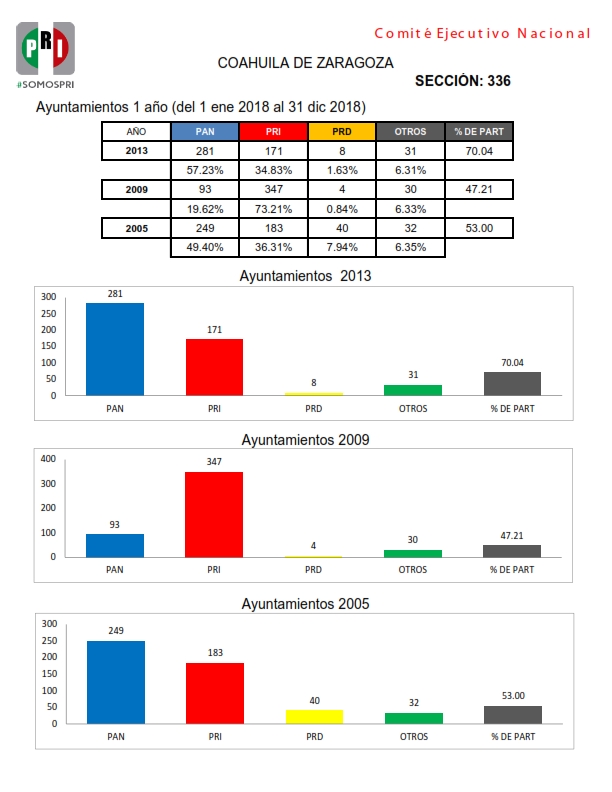 Comité Ejecutivo Nacional
PRI
#SOMOSPRI
COAHUILA DE ZARAGOZA
SECCIÓN: 336
Ayuntamientos 1 año (del 1 ene 2018 al 31 dic 2018)
AÑO PAN PRI PRD OTROS % DE PART
2013 281 171 8 31 70.04
57.23% 34.83% 1.63% 6.31%
2009 93 347 4 30 47.21
19.62% 73.21% 0.84% 6.33%
2005 249 183 40 32 53.00
49.40% 36.31% 7.94% 6.35%
Ayuntamientos 2013
300
250
200
150
100
50
0
281
171
8
31
70.04
PAN PRI PRD OTROS % DE PART
Ayuntamientos 2009
400
300
200
100
0
93
347
4
30
47.21
PAN PRI PRD OTROS % DE PART
Ayuntamientos 2005
300
250
200
150
100
50
0
249
183
40
32
53.00
PAN PRI PRD OTROS % DE PART